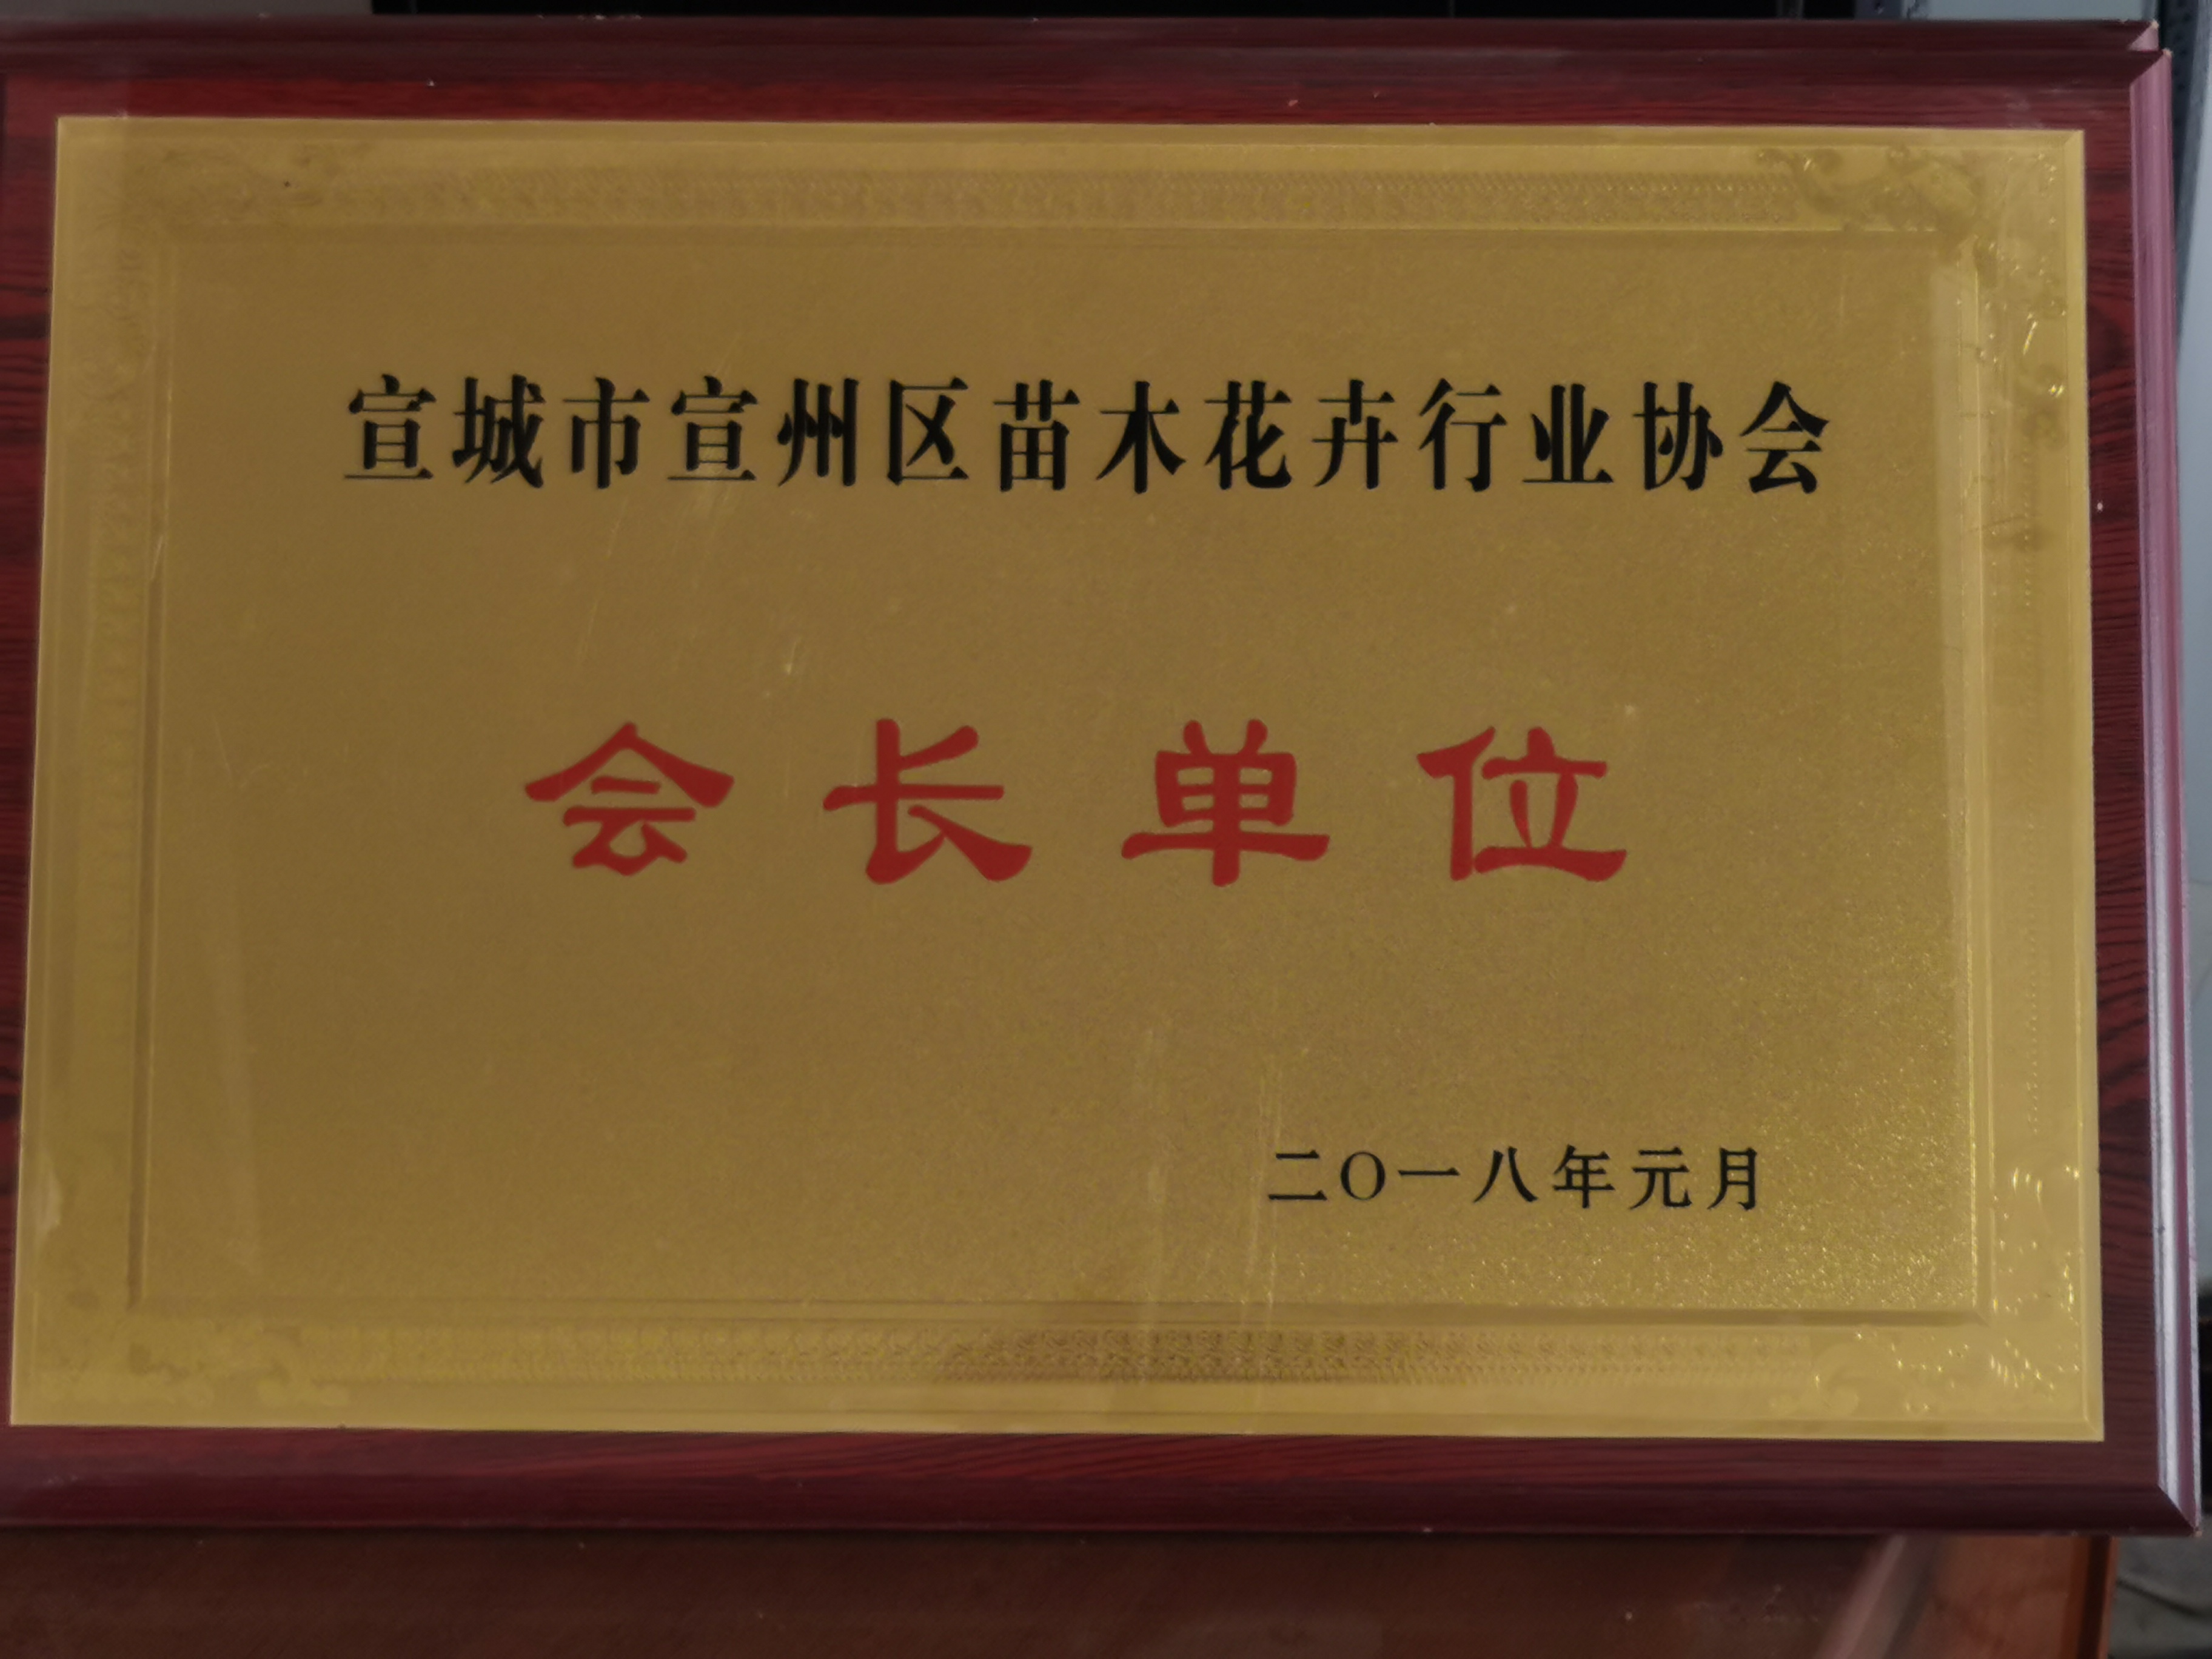 宣城市宣州区苗木花卉行业协会
会长单位
二〇一八年元月